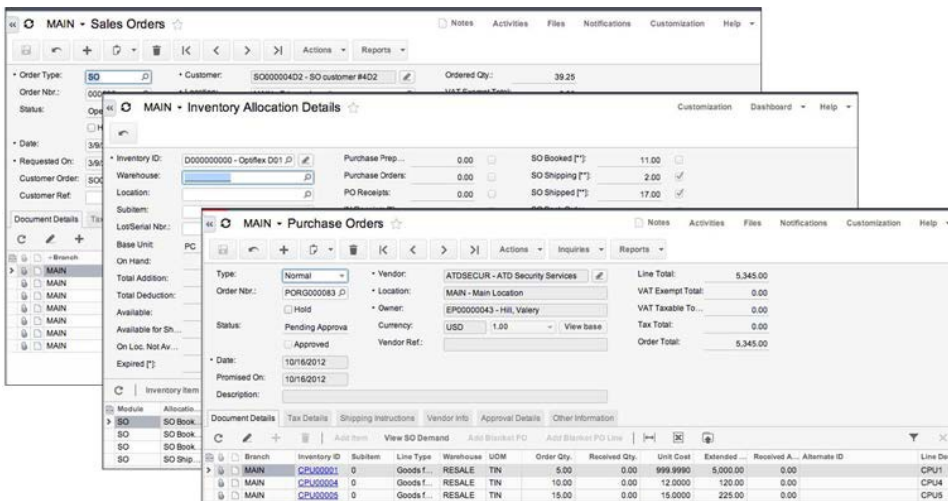 MAIN - Sales Orders
Notes Activities Files Notifications Customization Help
Actions Reports
Order Type: SO Customer: SO000004D2 - SO customer #4D2 Ordered Qty.: 39.25
Order Nbr.:
Status:
Date:
Requested On:
Customer Order:
Customer Ref:
Document Details
Branch
MAIN
MAIN
MAIN
MAIN
MAIN
MAIN
MAIN
MAIN - Inventory Allocation Details
Customization Dashboard Help
Inventory ID: D000000000 - Optiflex D01 Purchase Prep... 0.00 SO Booked [**]: 11.00
Warehouse: Purchase Orders: 0.00 SO Shipping [**]: 2.00
Location: PO Receipts: 0.00 SO Shipped [**]: 17.00
Subitem:
Lot/Serial Nbr.:
Base Unit: PC
On Hand:
Total Addition:
Total Deduction:
Available:
Available for Sh...
On Loc. Not Av...
Expired [*]:
Inventory Item
Module Allocatio...
SO SO Book...
SO SO Book...
SO SO Book...
SO SO Ship...
MAIN - Purchase Orders
Notes Activities Files Notifications Customization Help
Actions Inquiries Reports
Type: Normal Vendor: ATDSECUR - ATD Security Services Line Total: 5,345.00
Order Nbr.: PORG000083 Location: MAIN - Main Location VAT Exempt Total: 0.00
Hold Owner: EP00000043 - Hill, Valery VAT Taxable To... 0.00
Status: Pending Approva Currency: USD 1.00 View base Tax Total: 0.00
Approved Vendor Ref.: Order Total: 5,345.00
Date: 10/16/2012
Promised On: 10/16/2012
Description:
Document Details Tax Details Shipping Instructions Vendor Info Approval Details Other Information
Add Item View SO Demand Add Blanket PO Add Blanket PO Line
Branch Inventory ID Subitem Line Type Warehouse UOM Order Qty. Received Qty. Unit Cost Extended ... Received A... Alternate ID Line De
MAIN CPU00001 0 Goods f... RESALE TIN 5.00 0.00 999.9990 5,000.00 0.00 CPU1
MAIN CPU00004 0 Goods f... RESALE TIN 10.00 0.00 12.0000 120.00 0.00 CPU4
MAIN CPU00005 0 Goods f... RESALE TIN 15.00 0.00 15.0000 225.00 0.00 CPU5